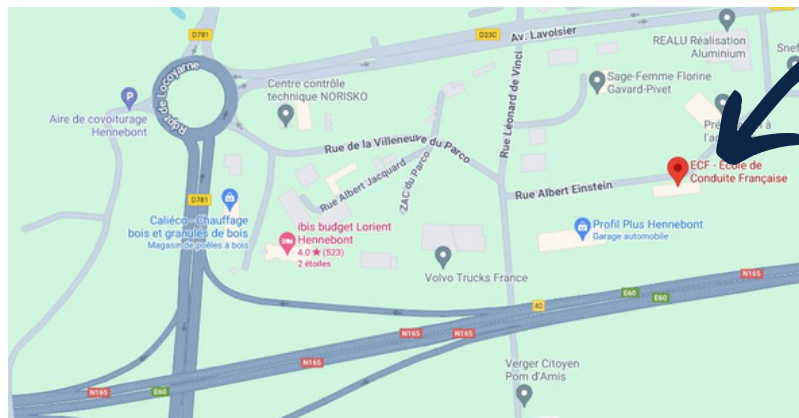 D781
D23C
Av. Lavoisier
REALU Réalisation
Aluminium
Snef
Rdpt de Locoyarne
Centre contrôle
technique NORISKO
Sage-Femme Florine
Gavard-Pivet
Aire de covoiturage
Hennebont
Rue Léonard de Vinci
Rue de la Villeneuve du Parco
ECF - École de
Conduite Française
Rue Albert Jacquard
ZAC du Parco
Rue Albert Einstein
D781
Caliéco - Chauffage
bois et granulés de bois
Magasin de poêles à bois
ibis budget Lorient
Hennebont
4.0 ★ (523)
2 étoiles
Profil Plus Hennebont
Garage automobile
Volvo Trucks France
N165
E60
E60
40
N165
N165
N165
N165
E60
Verger Citoyen
Pom d'Amis